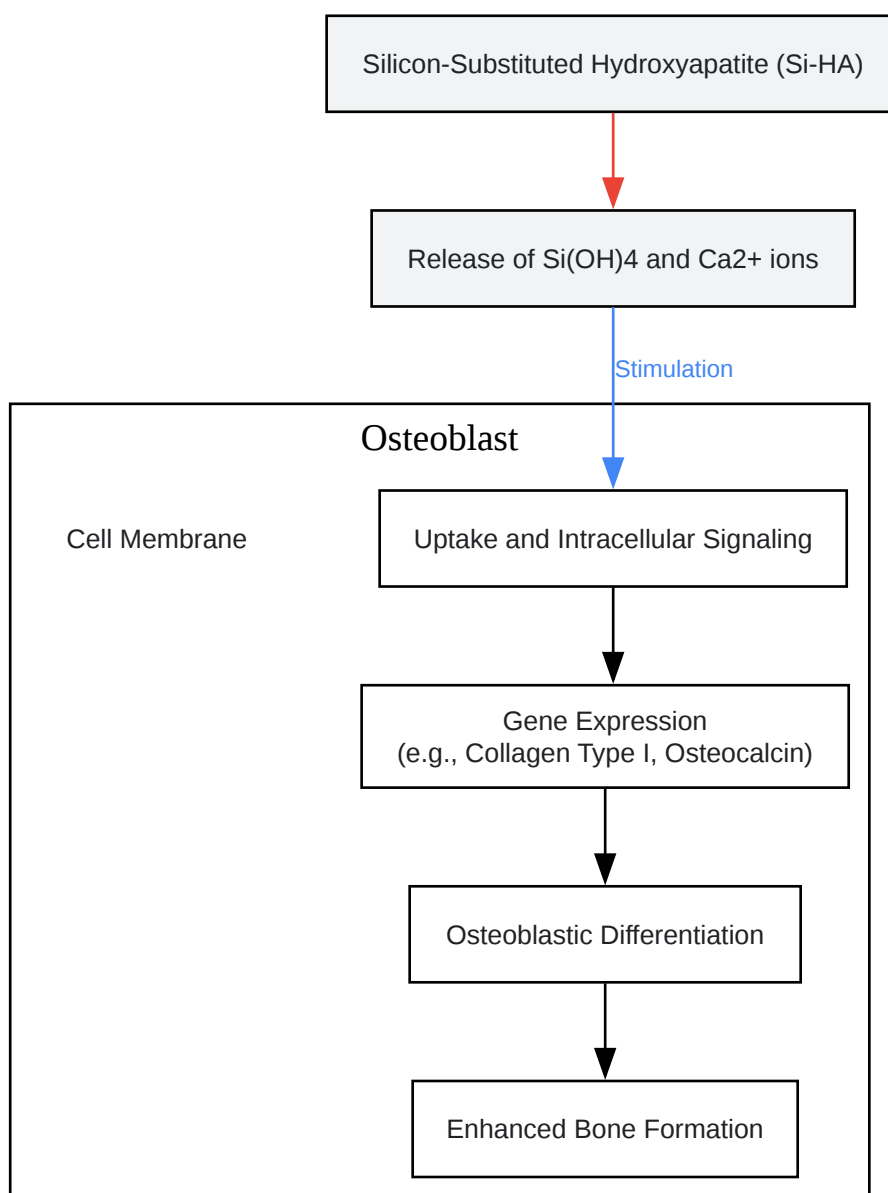 Silicon-Substituted Hydroxyapatite (Si-HA)
Release of Si(OH)4 and Ca2+ ions
Stimulation
Osteoblast
Cell Membrane
Uptake and Intracellular Signaling
Gene Expression
(e.g., Collagen Type I, Osteocalcin)
Osteoblastic Differentiation
Enhanced Bone Formation